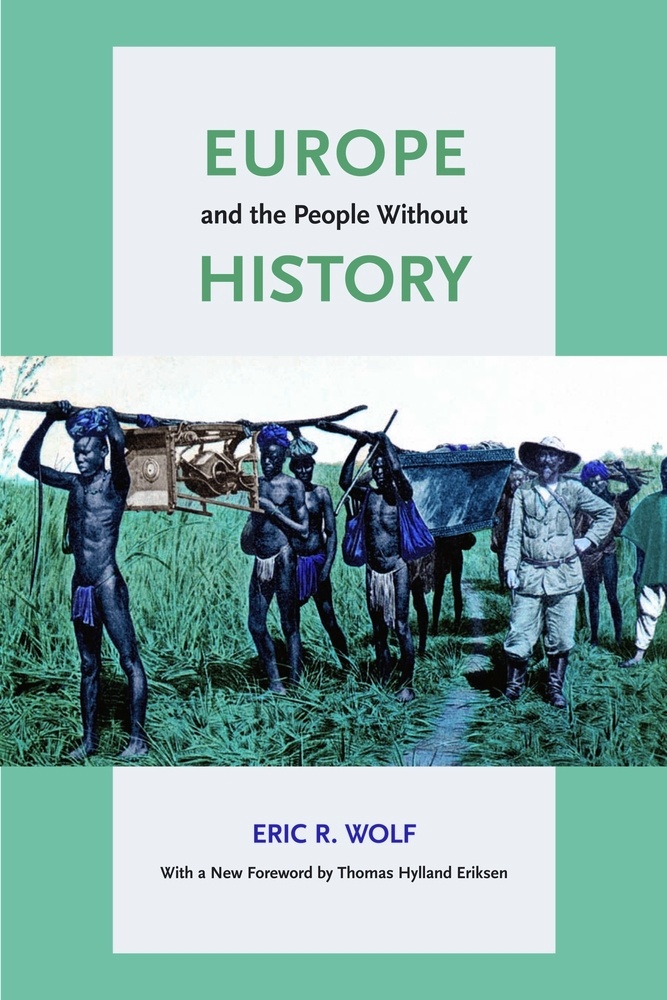 EUROPE
and the People Without
HISTORY
ERIC R. WOLF
With a New Foreword by Thomas Hylland Eriksen